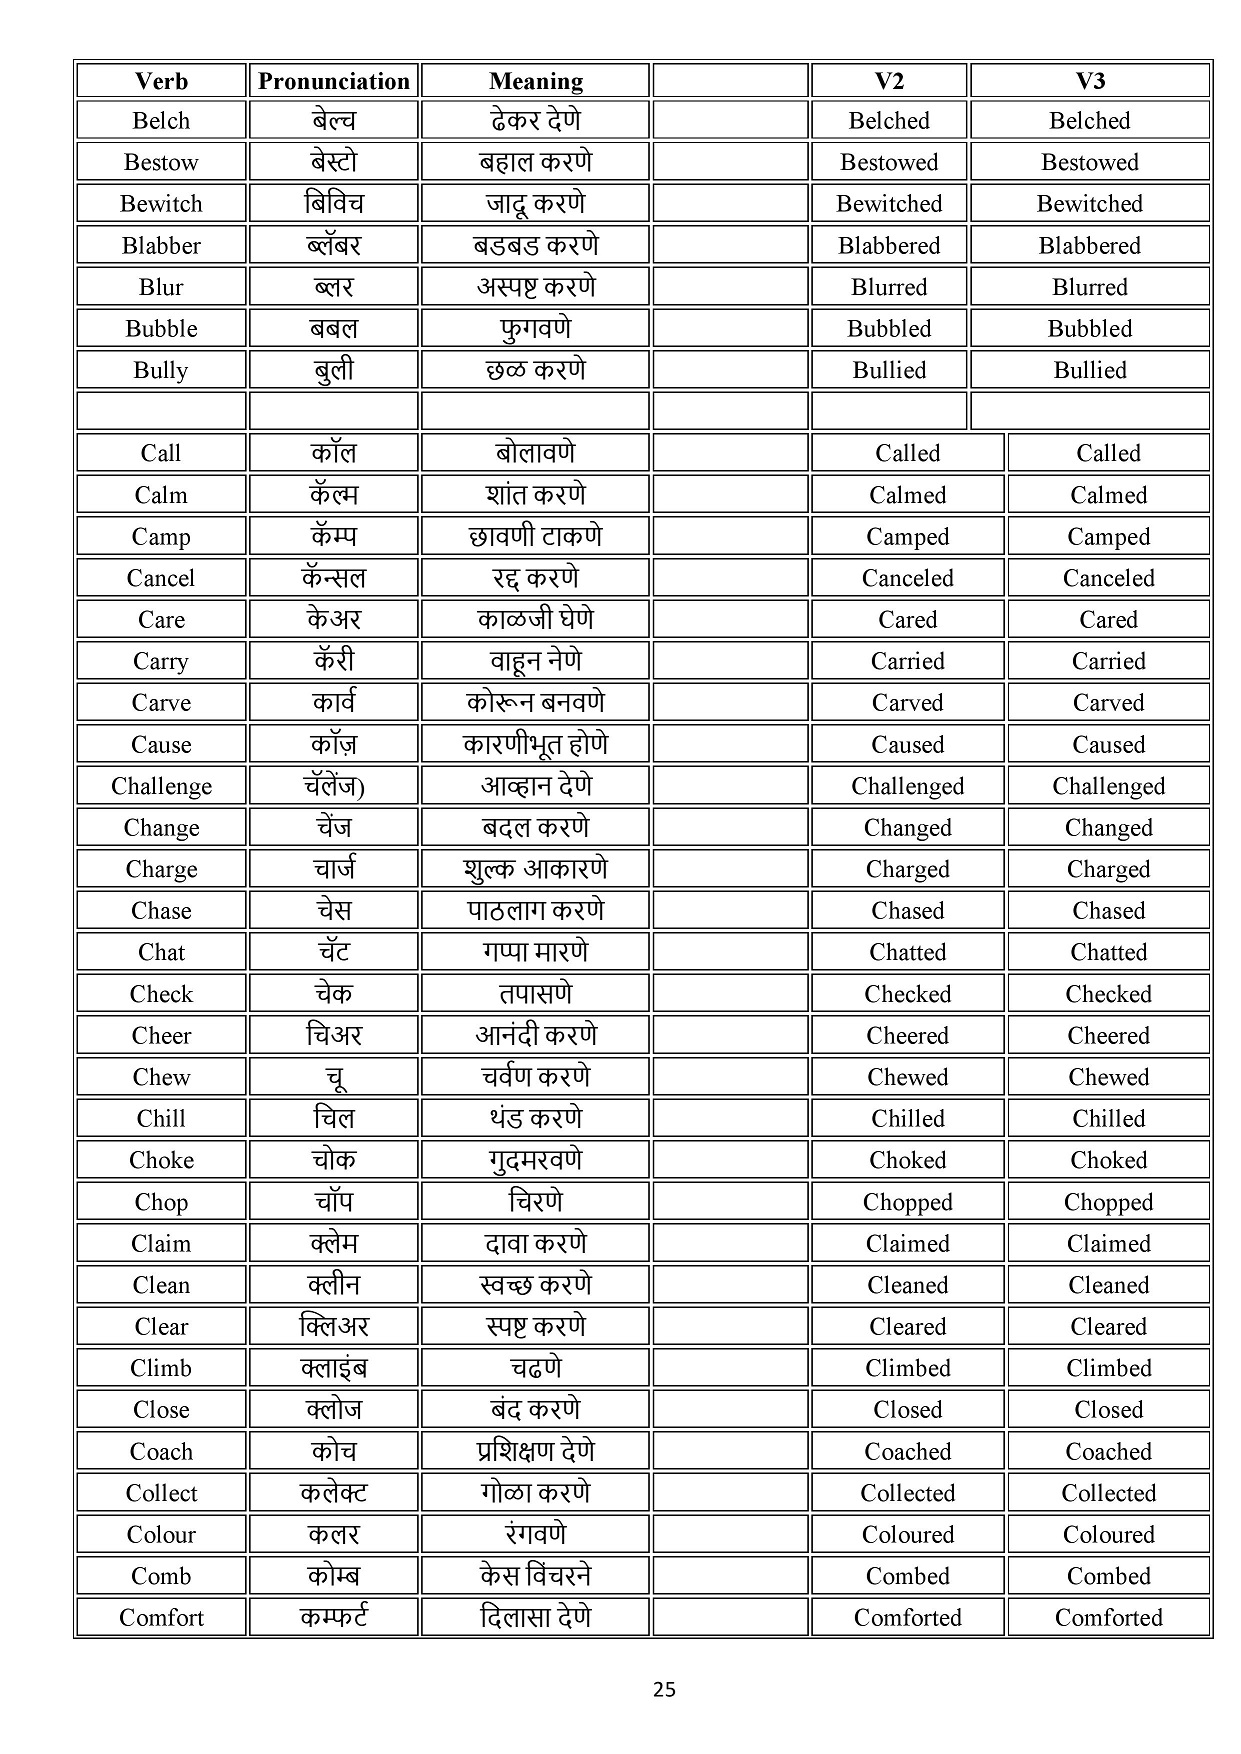 Verb Pronunciation Meaning V2 V3
Belch बेल्च ढेकर देणे Belched Belched
Bestow बेस्टो बहाल करणे Bestowed Bestowed
Bewitch बिविच जादू करणे Bewitched Bewitched
Blabber ब्लॅबर बडबड करणे Blabbered Blabbered
Blur ब्लर अस्पष्ट करणे Blurred Blurred
Bubble बबल फुगवणे Bubbled Bubbled
Bully बुली छळ करणे Bullied Bullied
Call कॉल बोलावणे Called Called
Calm कॅल्म शांत करणे Calmed Calmed
Camp कॅम्प छावणी टाकणे Camped Camped
Cancel कॅन्सल रद्द करणे Canceled Canceled
Care केअर काळजी घेणे Cared Cared
Carry कॅरी वाहून नेणे Carried Carried
Carve कार्व कोरून बनवणे Carved Carved
Cause कॉज़ कारणीभूत होणे Caused Caused
Challenge चॅलेंज) आव्हान देणे Challenged Challenged
Change चेंज बदल करणे Changed Changed
Charge चार्ज शुल्क आकारणे Charged Charged
Chase चेस पाठलाग करणे Chased Chased
Chat चॅट गप्पा मारणे Chatted Chatted
Check चेक तपासणे Checked Checked
Cheer चिअर आनंदी करणे Cheered Cheered
Chew चू चर्वण करणे Chewed Chewed
Chill चिल थंड करणे Chilled Chilled
Choke चोक गुदमरवणे Choked Choked
Chop चॉप चिरणे Chopped Chopped
Claim क्लेम दावा करणे Claimed Claimed
Clean क्लीन स्वच्छ करणे Cleaned Cleaned
Clear क्लिअर स्पष्ट करणे Cleared Cleared
Climb क्लाइंब चढणे Climbed Climbed
Close क्लोज बंद करणे Closed Closed
Coach कोच प्रशिक्षण देणे Coached Coached
Collect कलेक्ट गोळा करणे Collected Collected
Colour कलर रंगवणे Coloured Coloured
Comb कोम्ब केस विंचरने Combed Combed
Comfort कम्फर्ट दिलासा देणे Comforted Comforted
25